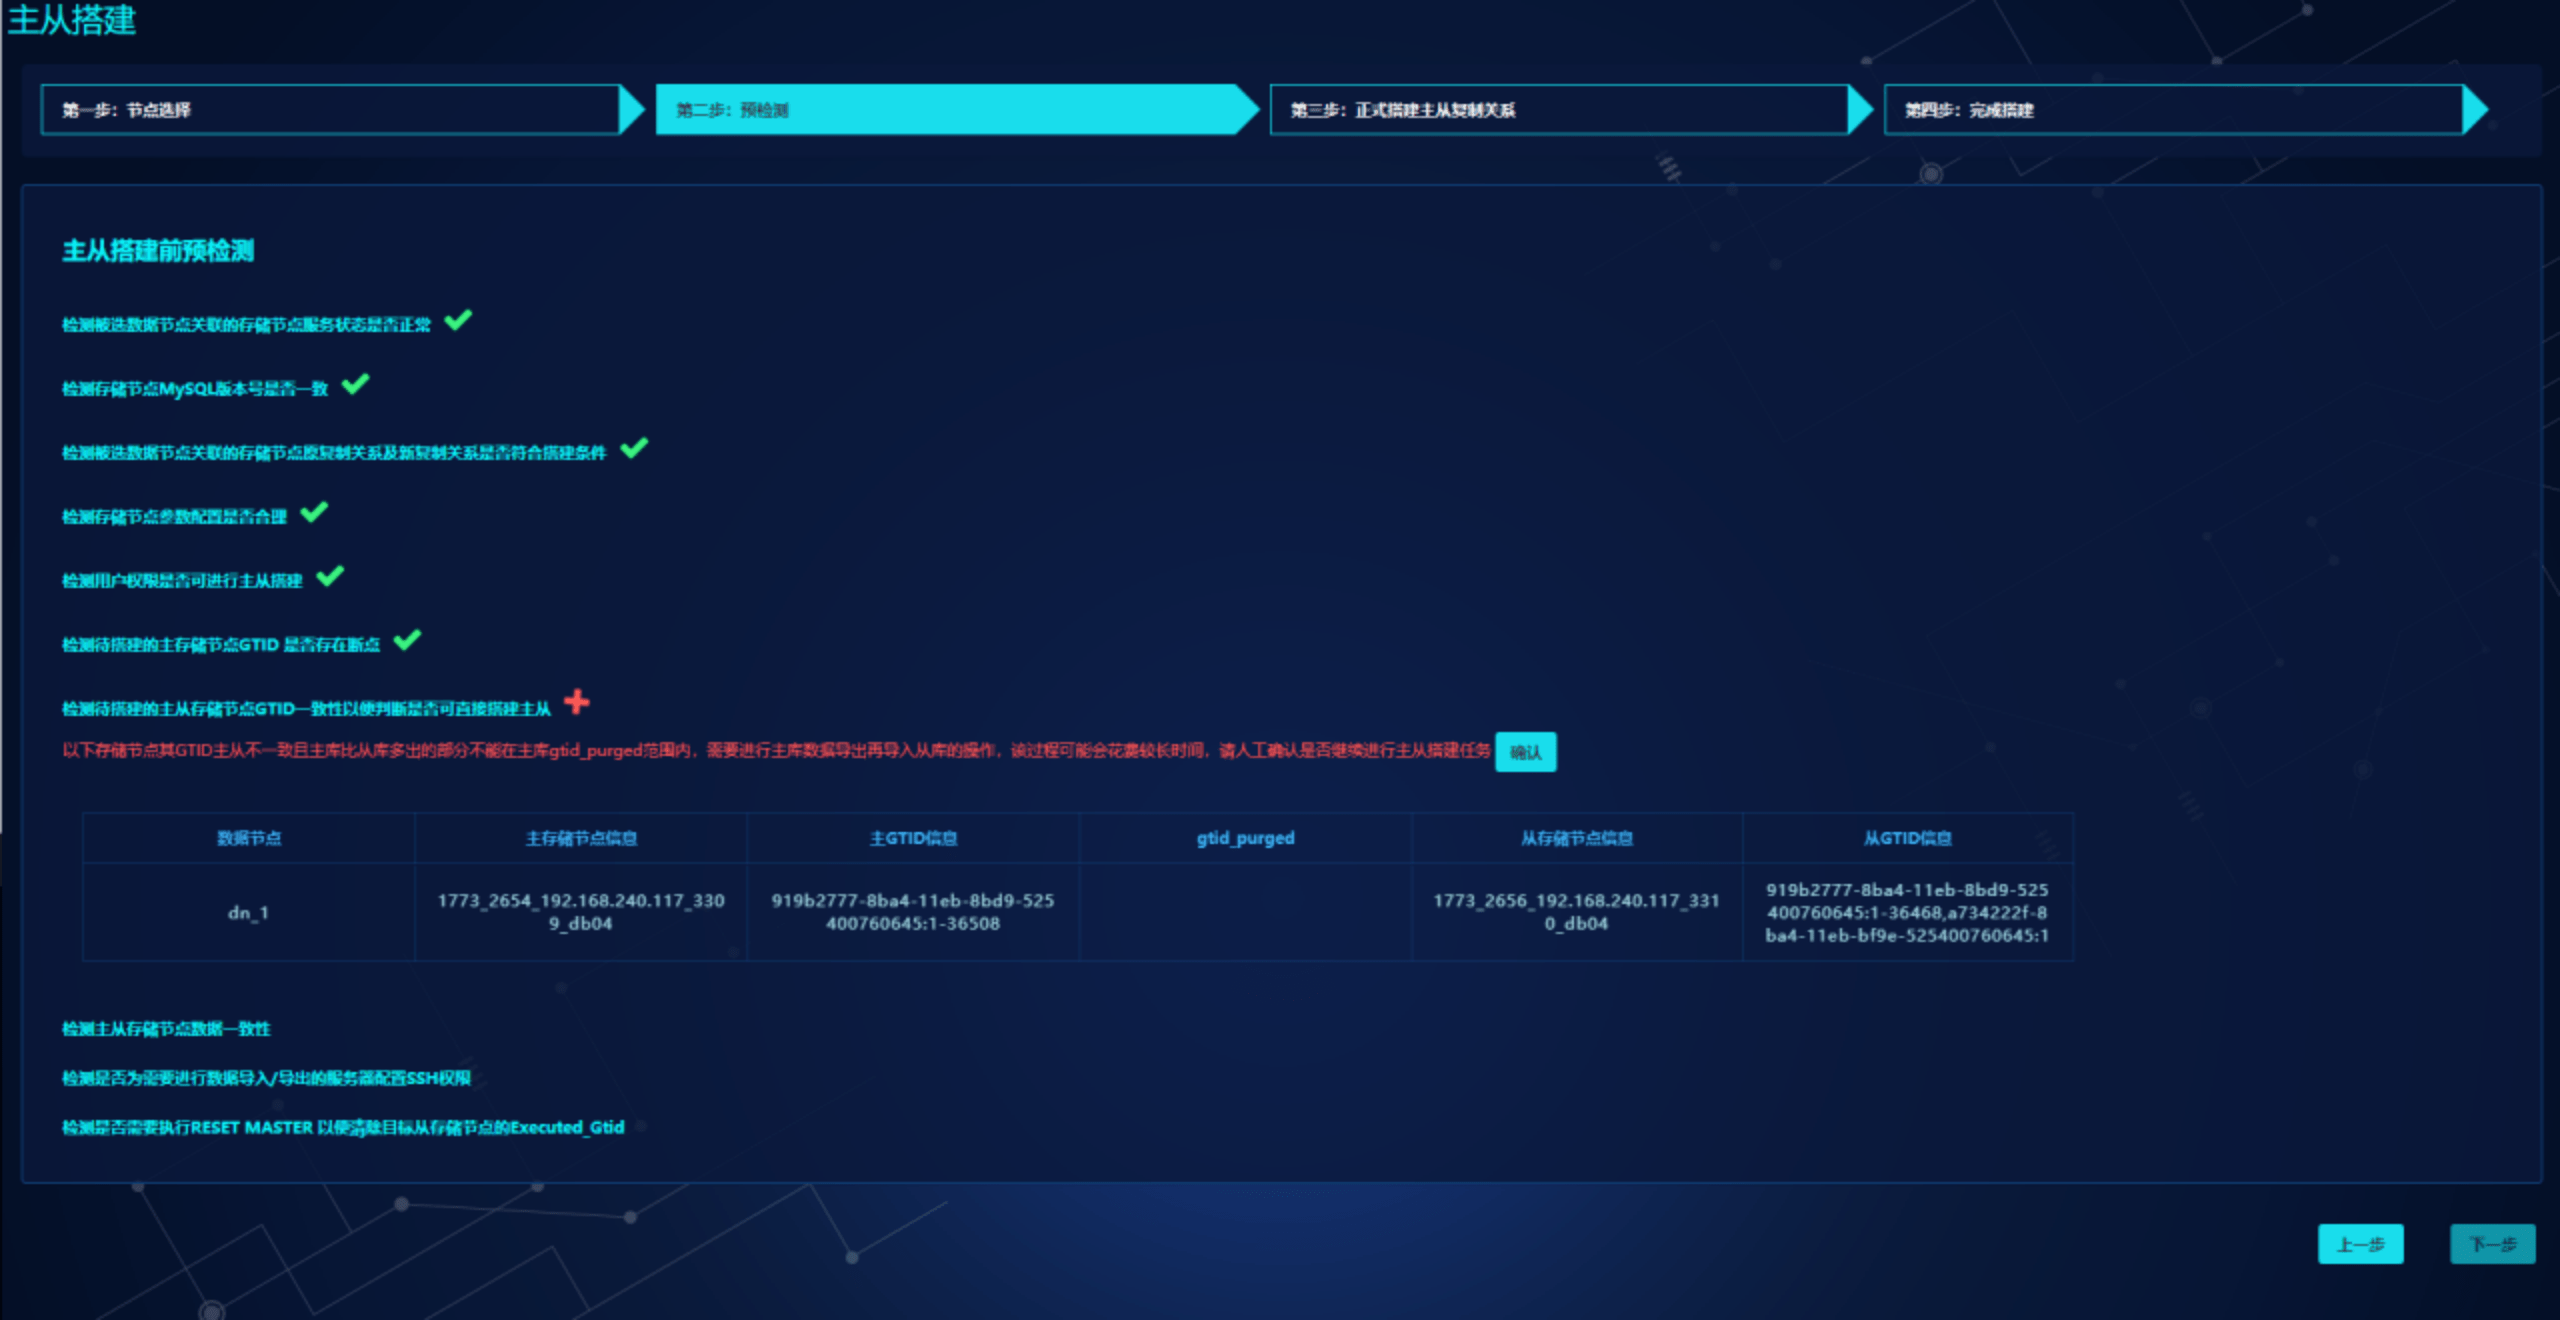 主从搭建
第一步：节点选择
第二步：预检测
第三步：正式搭建主从复制关系
第四步：完成搭建
主从搭建前预检测
检测被选数据节点关联的存储节点服务状态是否正常
检测存储节点MySQL版本号是否一致
检测被选数据节点关联的存储节点原复制关系及新复制关系是否符合搭建条件
检测存储节点参数配置是否合理
检测用户权限是否可进行主从搭建
检测待搭建的主存储节点GTID 是否存在断点
检测待搭建的主从存储节点GTID一致性以便判断是否可直接搭建主从
以下存储节点其GTID主从不一致且主库比从库多出的部分不能在主库gtid_purged范围内，需要进行主库数据导出再导入从库的操作，该过程可能会花费较长时间，请人工确认是否继续进行主从搭建任务 确认
数据节点 主存储节点信息 主GTID信息 gtid_purged 从存储节点信息 从GTID信息
dn_1
1773_2654_192.168.240.117_330
9_db04
919b2777-8ba4-11eb-8bd9-525
400760645:1-36508
1773_2656_192.168.240.117_331
0_db04
919b2777-8ba4-11eb-8bd9-525
400760645:1-36468,a734222f-8
ba4-11eb-bf9e-525400760645:1
检测主从存储节点数据一致性
检测是否为需要进行数据导入/导出的服务器配置SSH权限
检测是否需要执行RESET MASTER 以便清除目标从存储节点的Executed_Gtid
上一步
下一步